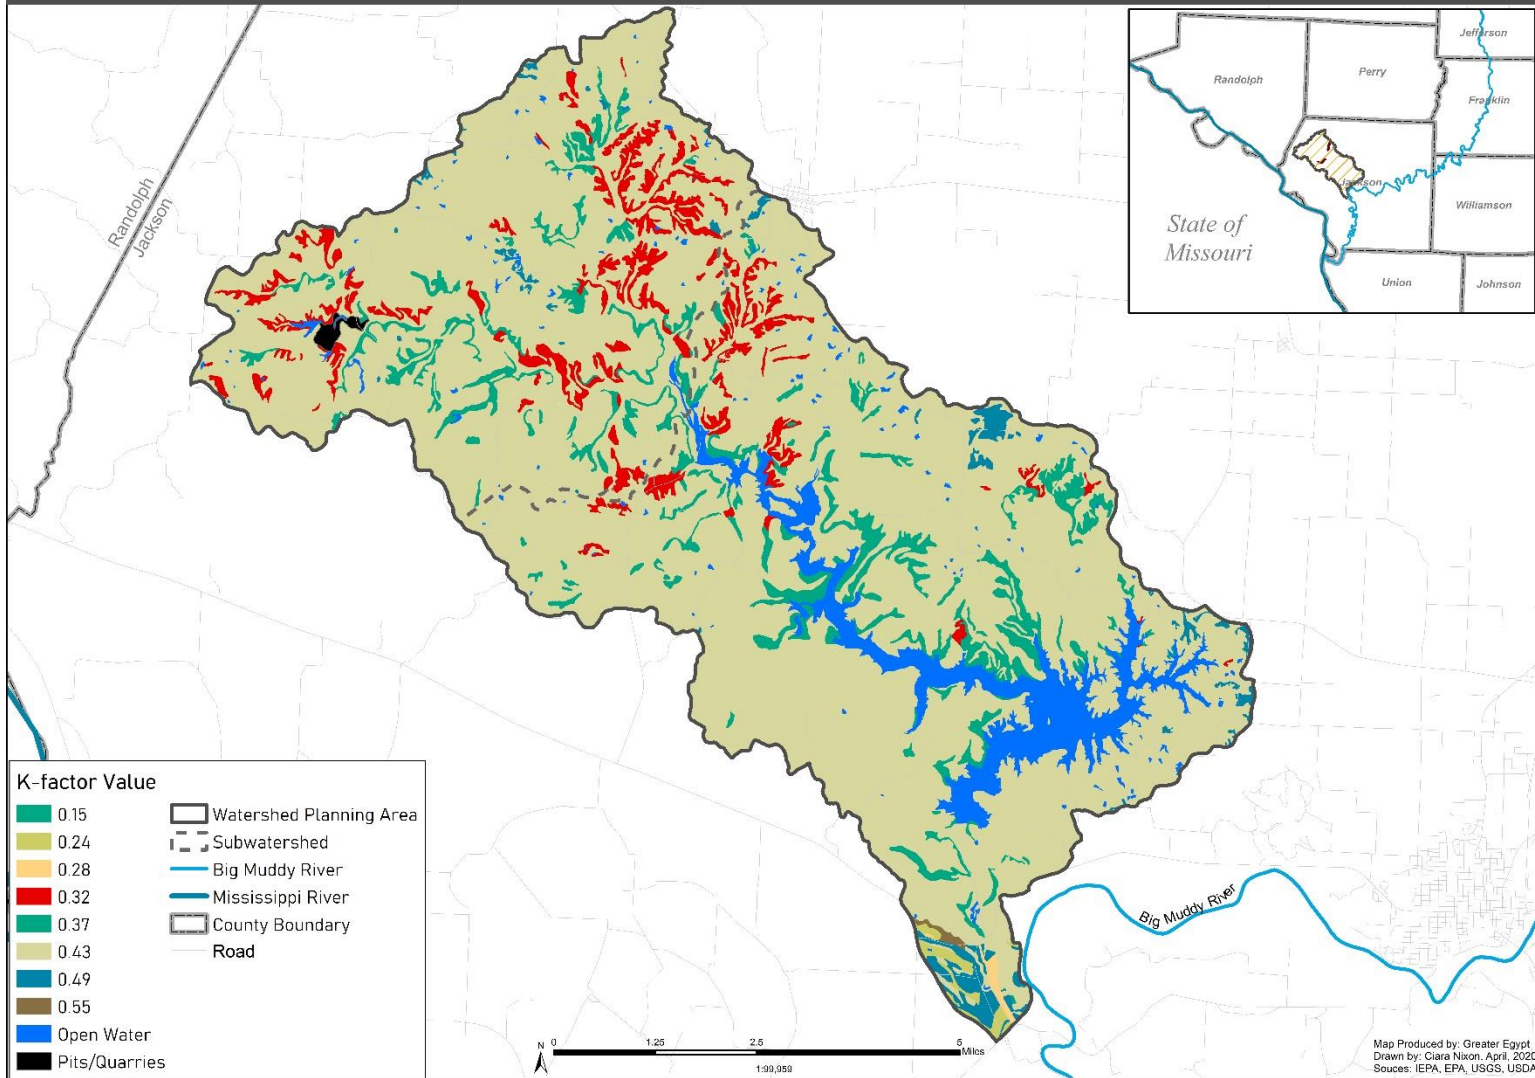 Randolph
Jackson
Jefferson
Randolph
Perry
Franklin
Jackson
Williamson
State of
Missouri
Union
Johnson
K-factor Value
0.15
0.24
0.28
0.32
0.37
0.43
0.49
0.55
Open Water
Pits/Quarries
Watershed Planning Area
Subwatershed
Big Muddy River
Mississippi River
County Boundary
Road
Big Muddy River
N
0 1.25 2.5 5
Miles
1:99,959
Map Produced by: Greater Egypt
Drawn by: Ciara Nixon. April, 2020
Souces: IEPA, EPA, USGS, USDA